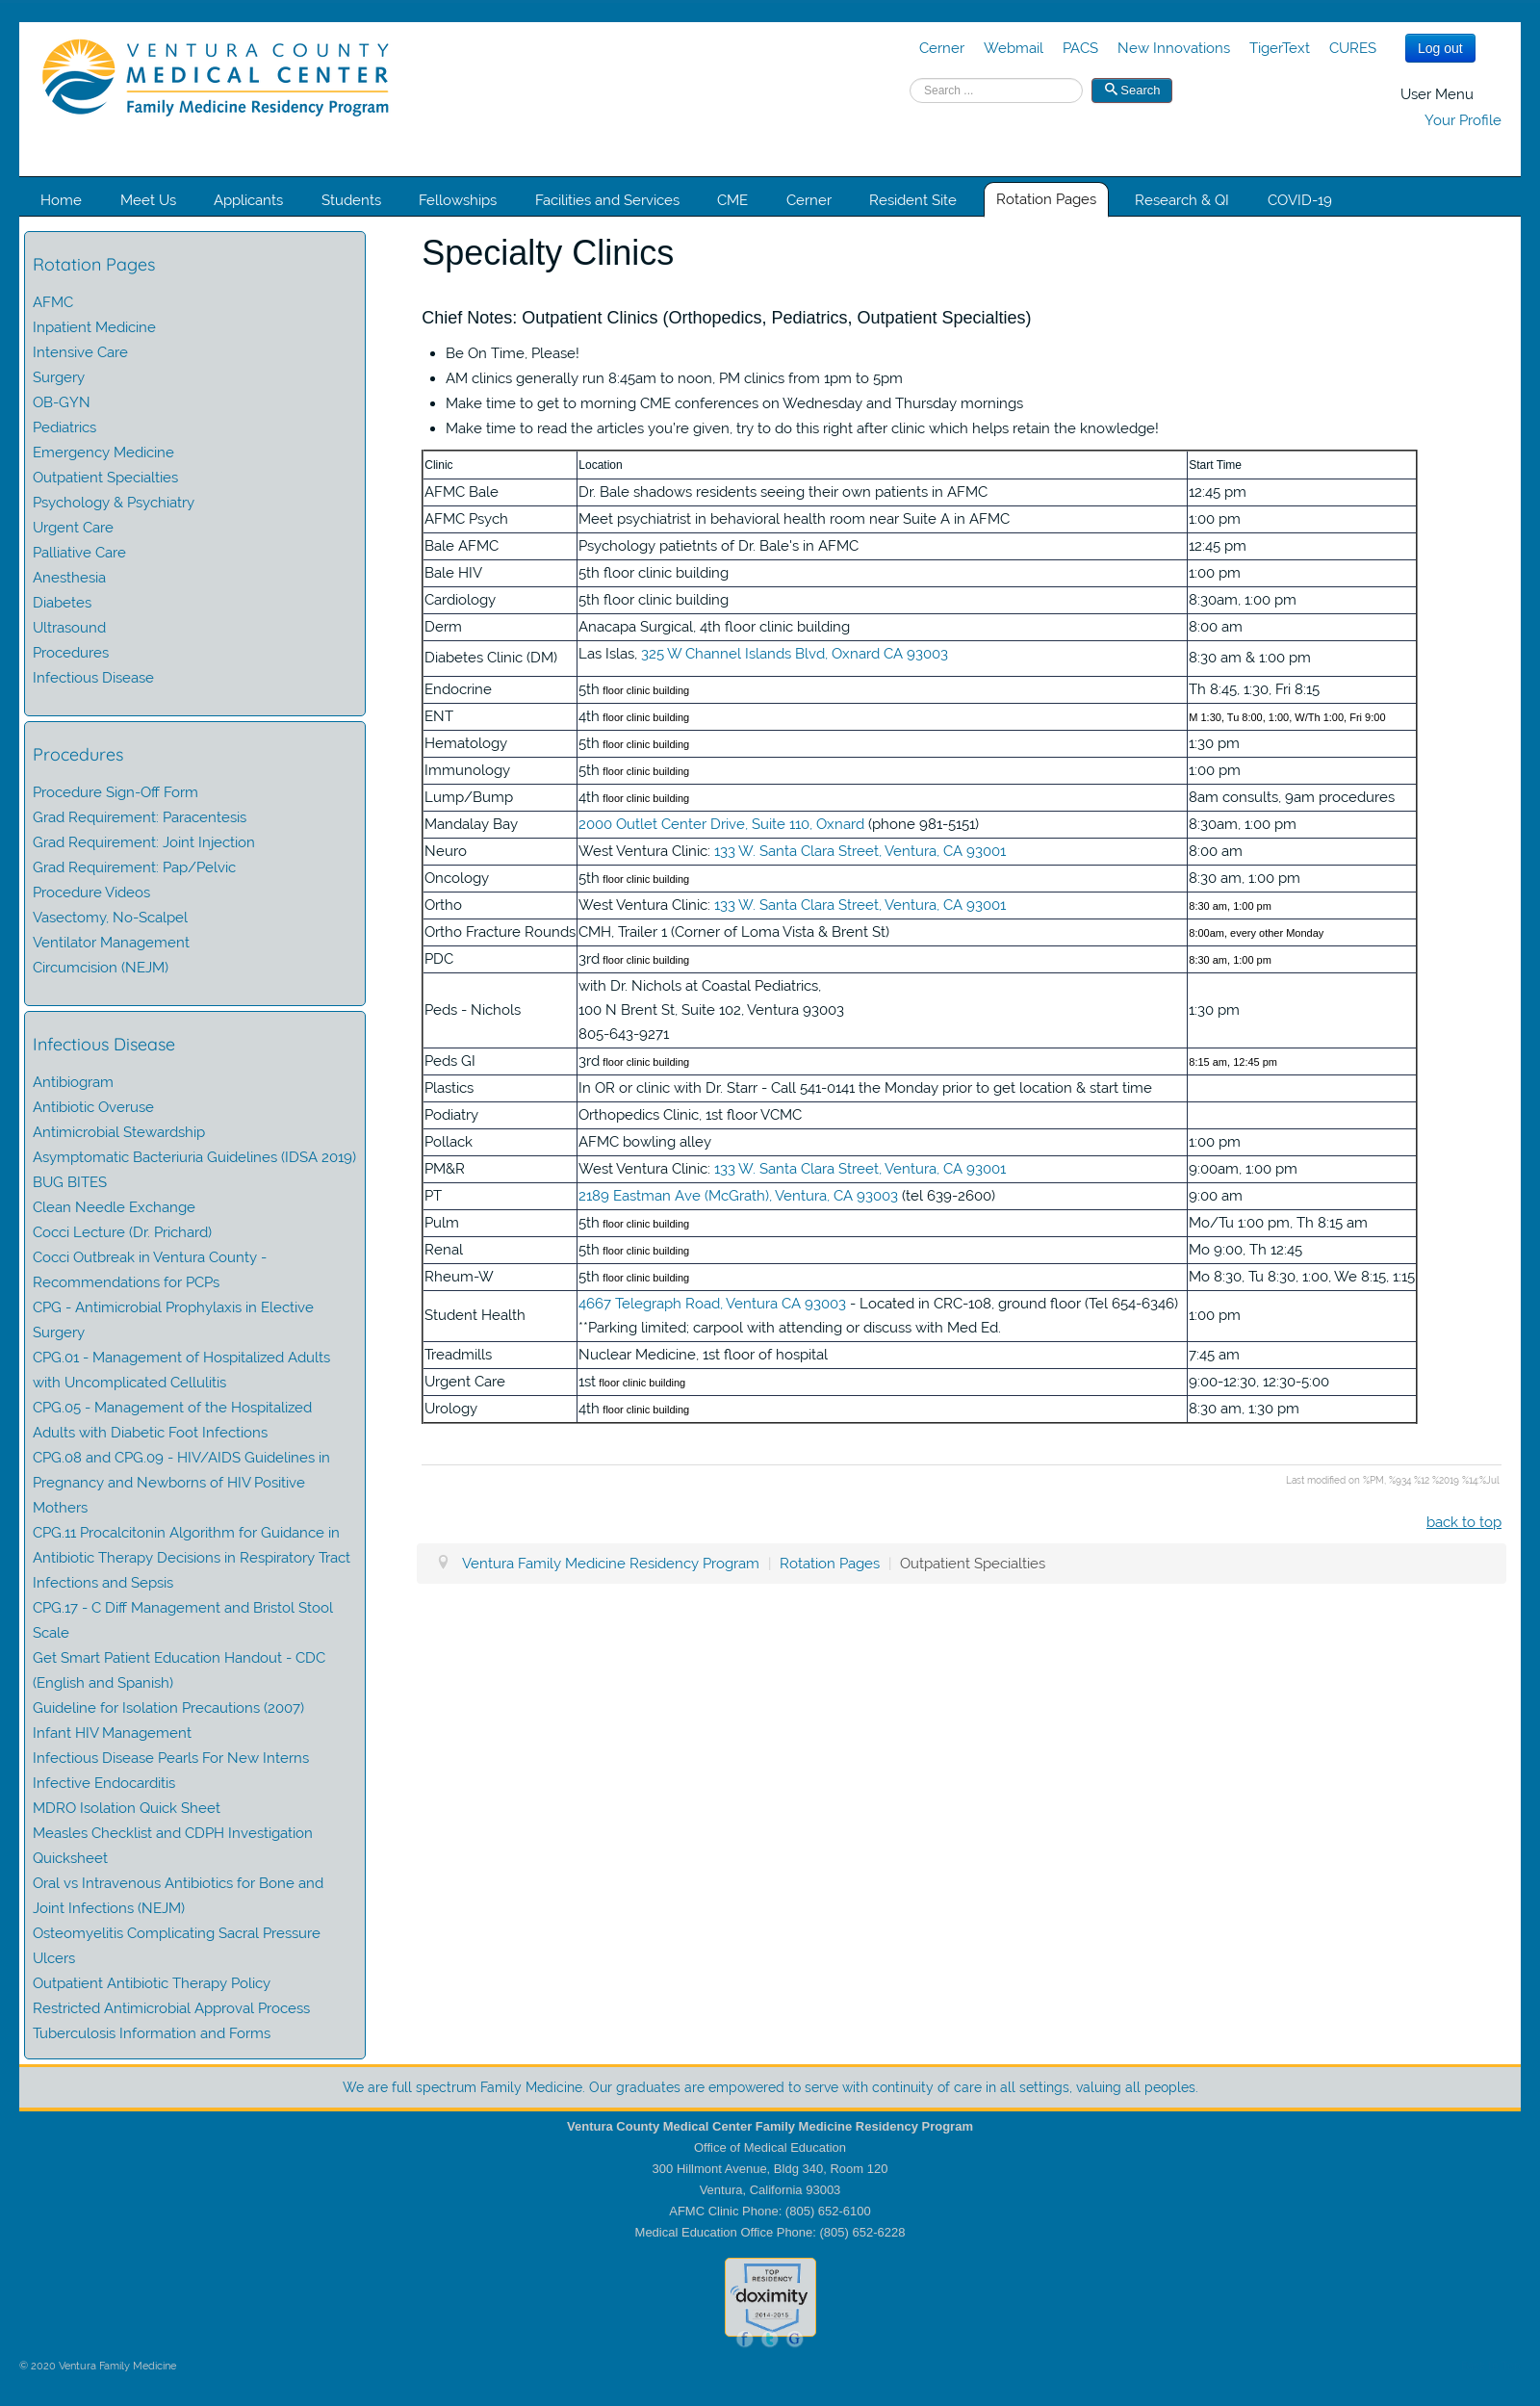 VENTURA COUNTY
MEDICAL CENTER
Family Medicine Residency Program
Cerner Webmail PACS New Innovations TigerText CURES Log out
Search ... Search
User Menu
Your Profile
Home Meet Us Applicants Students Fellowships Facilities and Services CME Cerner Resident Site Rotation Pages Research & QI COVID-19
Rotation Pages
AFMC
Inpatient Medicine
Intensive Care
Surgery
OB-GYN
Pediatrics
Emergency Medicine
Outpatient Specialties
Psychology & Psychiatry
Urgent Care
Palliative Care
Anesthesia
Diabetes
Ultrasound
Procedures
Infectious Disease
Procedures
Procedure Sign-Off Form
Grad Requirement: Paracentesis
Grad Requirement: Joint Injection
Grad Requirement: Pap/Pelvic
Procedure Videos
Vasectomy, No-Scalpel
Ventilator Management
Circumcision (NEJM)
Infectious Disease
Antibiogram
Antibiotic Overuse
Antimicrobial Stewardship
Asymptomatic Bacteriuria Guidelines (IDSA 2019)
BUG BITES
Clean Needle Exchange
Cocci Lecture (Dr. Prichard)
Cocci Outbreak in Ventura County -
Recommendations for PCPs
CPG - Antimicrobial Prophylaxis in Elective
Surgery
CPG.01 - Management of Hospitalized Adults
with Uncomplicated Cellulitis
CPG.05 - Management of the Hospitalized
Adults with Diabetic Foot Infections
CPG.08 and CPG.09 - HIV/AIDS Guidelines in
Pregnancy and Newborns of HIV Positive
Mothers
CPG.11 Procalcitonin Algorithm for Guidance in
Antibiotic Therapy Decisions in Respiratory Tract
Infections and Sepsis
CPG.17 - C Diff Management and Bristol Stool
Scale
Get Smart Patient Education Handout - CDC
(English and Spanish)
Guideline for Isolation Precautions (2007)
Infant HIV Management
Infectious Disease Pearls For New Interns
Infective Endocarditis
MDRO Isolation Quick Sheet
Measles Checklist and CDPH Investigation
Quicksheet
Oral vs Intravenous Antibiotics for Bone and
Joint Infections (NEJM)
Osteomyelitis Complicating Sacral Pressure
Ulcers
Outpatient Antibiotic Therapy Policy
Restricted Antimicrobial Approval Process
Tuberculosis Information and Forms
Specialty Clinics
Chief Notes: Outpatient Clinics (Orthopedics, Pediatrics, Outpatient Specialties)
• Be On Time, Please!
• AM clinics generally run 8:45am to noon, PM clinics from 1pm to 5pm
• Make time to get to morning CME conferences on Wednesday and Thursday mornings
• Make time to read the articles you're given, try to do this right after clinic which helps retain the knowledge!
Clinic Location Start Time
AFMC Bale Dr. Bale shadows residents seeing their own patients in AFMC 12:45 pm
AFMC Psych Meet psychiatrist in behavioral health room near Suite A in AFMC 1:00 pm
Bale AFMC Psychology patietnts of Dr. Bale's in AFMC 12:45 pm
Bale HIV 5th floor clinic building 1:00 pm
Cardiology 5th floor clinic building 8:30am, 1:00 pm
Derm Anacapa Surgical, 4th floor clinic building 8:00 am
Diabetes Clinic (DM) Las Islas, 325 W Channel Islands Blvd, Oxnard CA 93003 8:30 am & 1:00 pm
Endocrine 5th floor clinic building Th 8:45, 1:30, Fri 8:15
ENT 4th floor clinic building M 1:30, Tu 8:00, 1:00, W/Th 1:00, Fri 9:00
Hematology 5th floor clinic building 1:30 pm
Immunology 5th floor clinic building 1:00 pm
Lump/Bump 4th floor clinic building 8am consults, 9am procedures
Mandalay Bay 2000 Outlet Center Drive, Suite 110, Oxnard (phone 981-5151) 8:30am, 1:00 pm
Neuro West Ventura Clinic: 133 W. Santa Clara Street, Ventura, CA 93001 8:00 am
Oncology 5th floor clinic building 8:30 am, 1:00 pm
Ortho West Ventura Clinic: 133 W. Santa Clara Street, Ventura, CA 93001 8:30 am, 1:00 pm
Ortho Fracture Rounds CMH, Trailer 1 (Corner of Loma Vista & Brent St) 8:00am, every other Monday
PDC 3rd floor clinic building 8:30 am, 1:00 pm
Peds - Nichols with Dr. Nichols at Coastal Pediatrics,
100 N Brent St, Suite 102, Ventura 93003 1:30 pm
805-643-9271
Peds GI 3rd floor clinic building 8:15 am, 12:45 pm
Plastics In OR or clinic with Dr. Starr - Call 541-0141 the Monday prior to get location & start time
Podiatry Orthopedics Clinic, 1st floor VCMC
Pollack AFMC bowling alley 1:00 pm
PM&R West Ventura Clinic: 133 W. Santa Clara Street, Ventura, CA 93001 9:00am, 1:00 pm
PT 2189 Eastman Ave (McGrath), Ventura, CA 93003 (tel 639-2600) 9:00 am
Pulm 5th floor clinic building Mo/Tu 1:00 pm, Th 8:15 am
Renal 5th floor clinic building Mo 9:00, Th 12:45
Rheum-W 5th floor clinic building Mo 8:30, Tu 8:30, 1:00, We 8:15, 1:15
Student Health 4667 Telegraph Road, Ventura CA 93003 - Located in CRC-108, ground floor (Tel 654-6346) 1:00 pm
**Parking limited; carpool with attending or discuss with Med Ed.
Treadmills Nuclear Medicine, 1st floor of hospital 7:45 am
Urgent Care 1st floor clinic building 9:00-12:30, 12:30-5:00
Urology 4th floor clinic building 8:30 am, 1:30 pm
Last modified on %PM, %934 %12 %2019 %14:%Jul
back to top
Ventura Family Medicine Residency Program | Rotation Pages | Outpatient Specialties
We are full spectrum Family Medicine. Our graduates are empowered to serve with continuity of care in all settings, valuing all peoples.
Ventura County Medical Center Family Medicine Residency Program
Office of Medical Education
300 Hillmont Avenue, Bldg 340, Room 120
Ventura, California 93003
AFMC Clinic Phone: (805) 652-6100
Medical Education Office Phone: (805) 652-6228
TOP
RESIDENCY
doximity
2014-2015
f t G
© 2020 Ventura Family Medicine